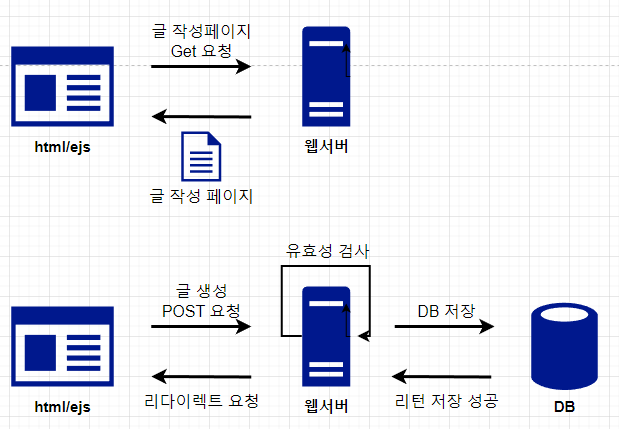 글 작성페이지
Get 요청
html/ejs
웹서버
글 작성 페이지
유효성 검사
글 생성
POST 요청
DB 저장
리다이렉트 요청
리턴 저장 성공
html/ejs
웹서버
DB